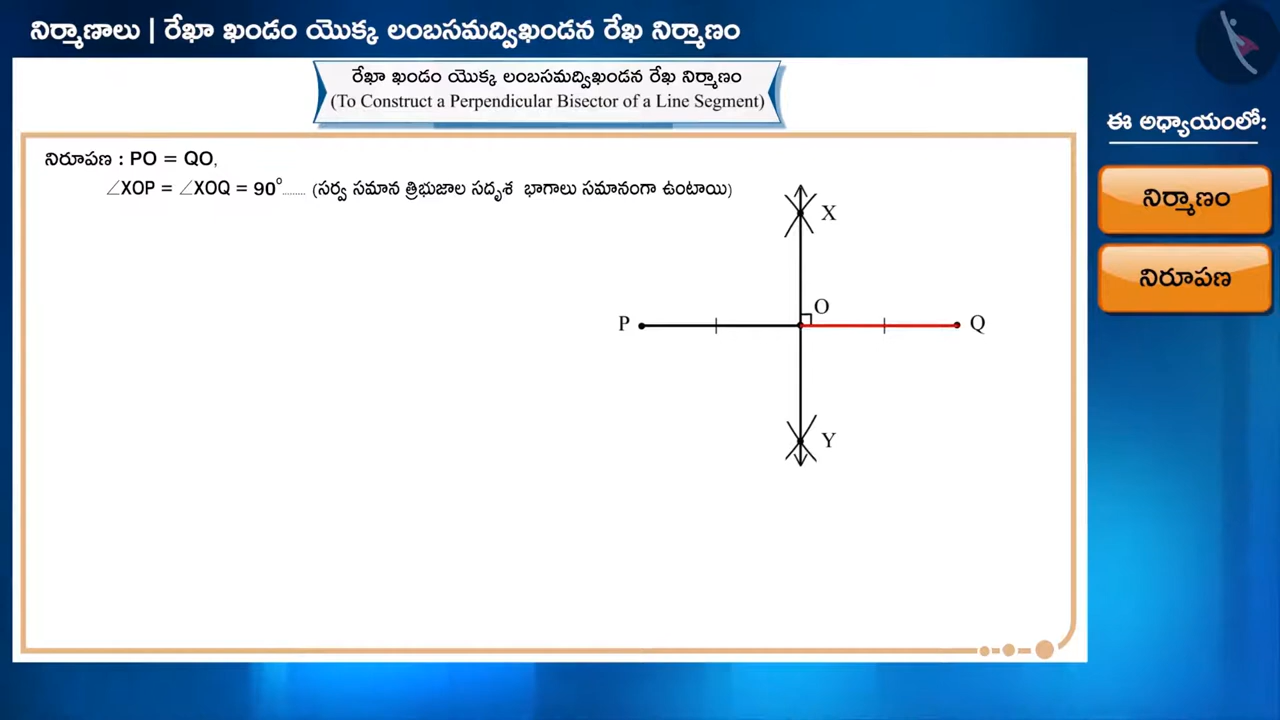 నిర్మాణాలు | రేఖా ఖండం యొక్క లంబసమద్విఖండన రేఖ నిర్మాణం
రేఖా ఖండం యొక్క లంబసమద్విఖండన రేఖ నిర్మాణం
(To Construct a Perpendicular Bisector of a Line Segment)
ఈ అధ్యాయంలో:
నిర్మాణం
నిరూపణ
నిరూపణ : PO = QO,
∠XOP = ∠XOQ = 90° ........ (సర్వ సమాన త్రిభుజాల సదృశ భాగాలు సమానంగా ఉంటాయి)
X
O
P
Q
Y